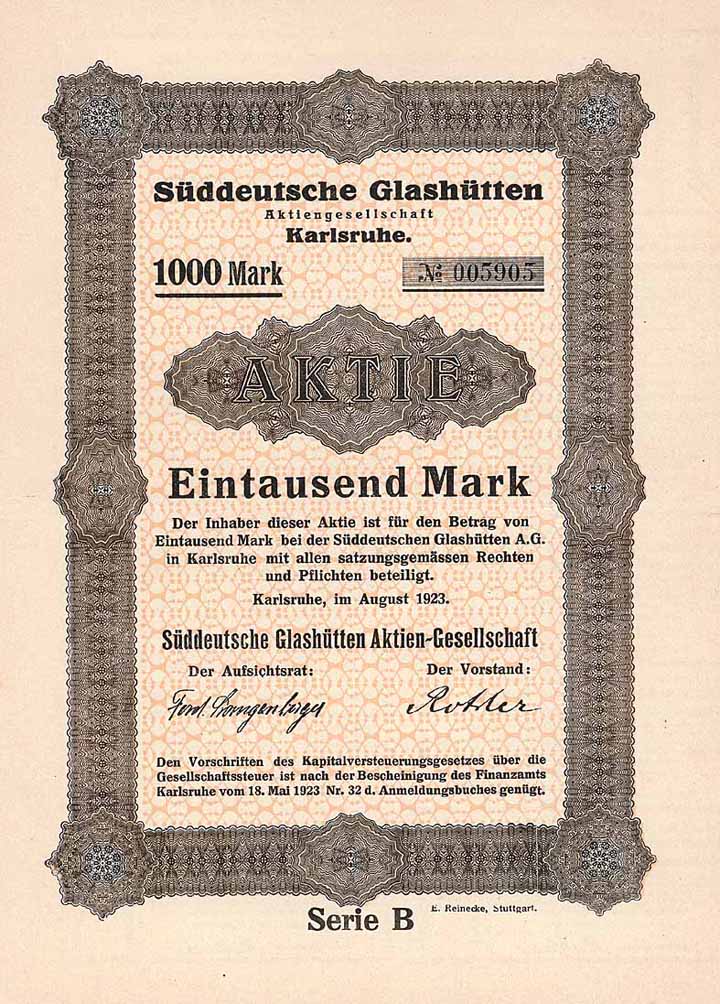 Süddeutsche Glashütten
Aktiengesellschaft
Karlsruhe.
1000 Mark
№ 005905
AKTIE
Eintausend Mark
Der Inhaber dieser Aktie ist für den Betrag von
Eintausend Mark bei der Süddeutschen Glashütten A.G.
in Karlsruhe mit allen satzungsgemässen Rechten
und Pflichten beteiligt.
Karlsruhe, im August 1923.
Süddeutsche Glashütten Aktien-Gesellschaft
Der Aufsichtsrat:
Der Vorstand:
Ferd.
Den Vorschriften des Kapitalversteuerungsgesetzes über die
Gesellschaftssteuer ist nach der Bescheinigung des Finanzamts
Karlsruhe vom 18. Mai 1923 Nr. 32 d. Anmeldungsbuches genügt.
Serie B
E. Reinecke, Stuttgart.